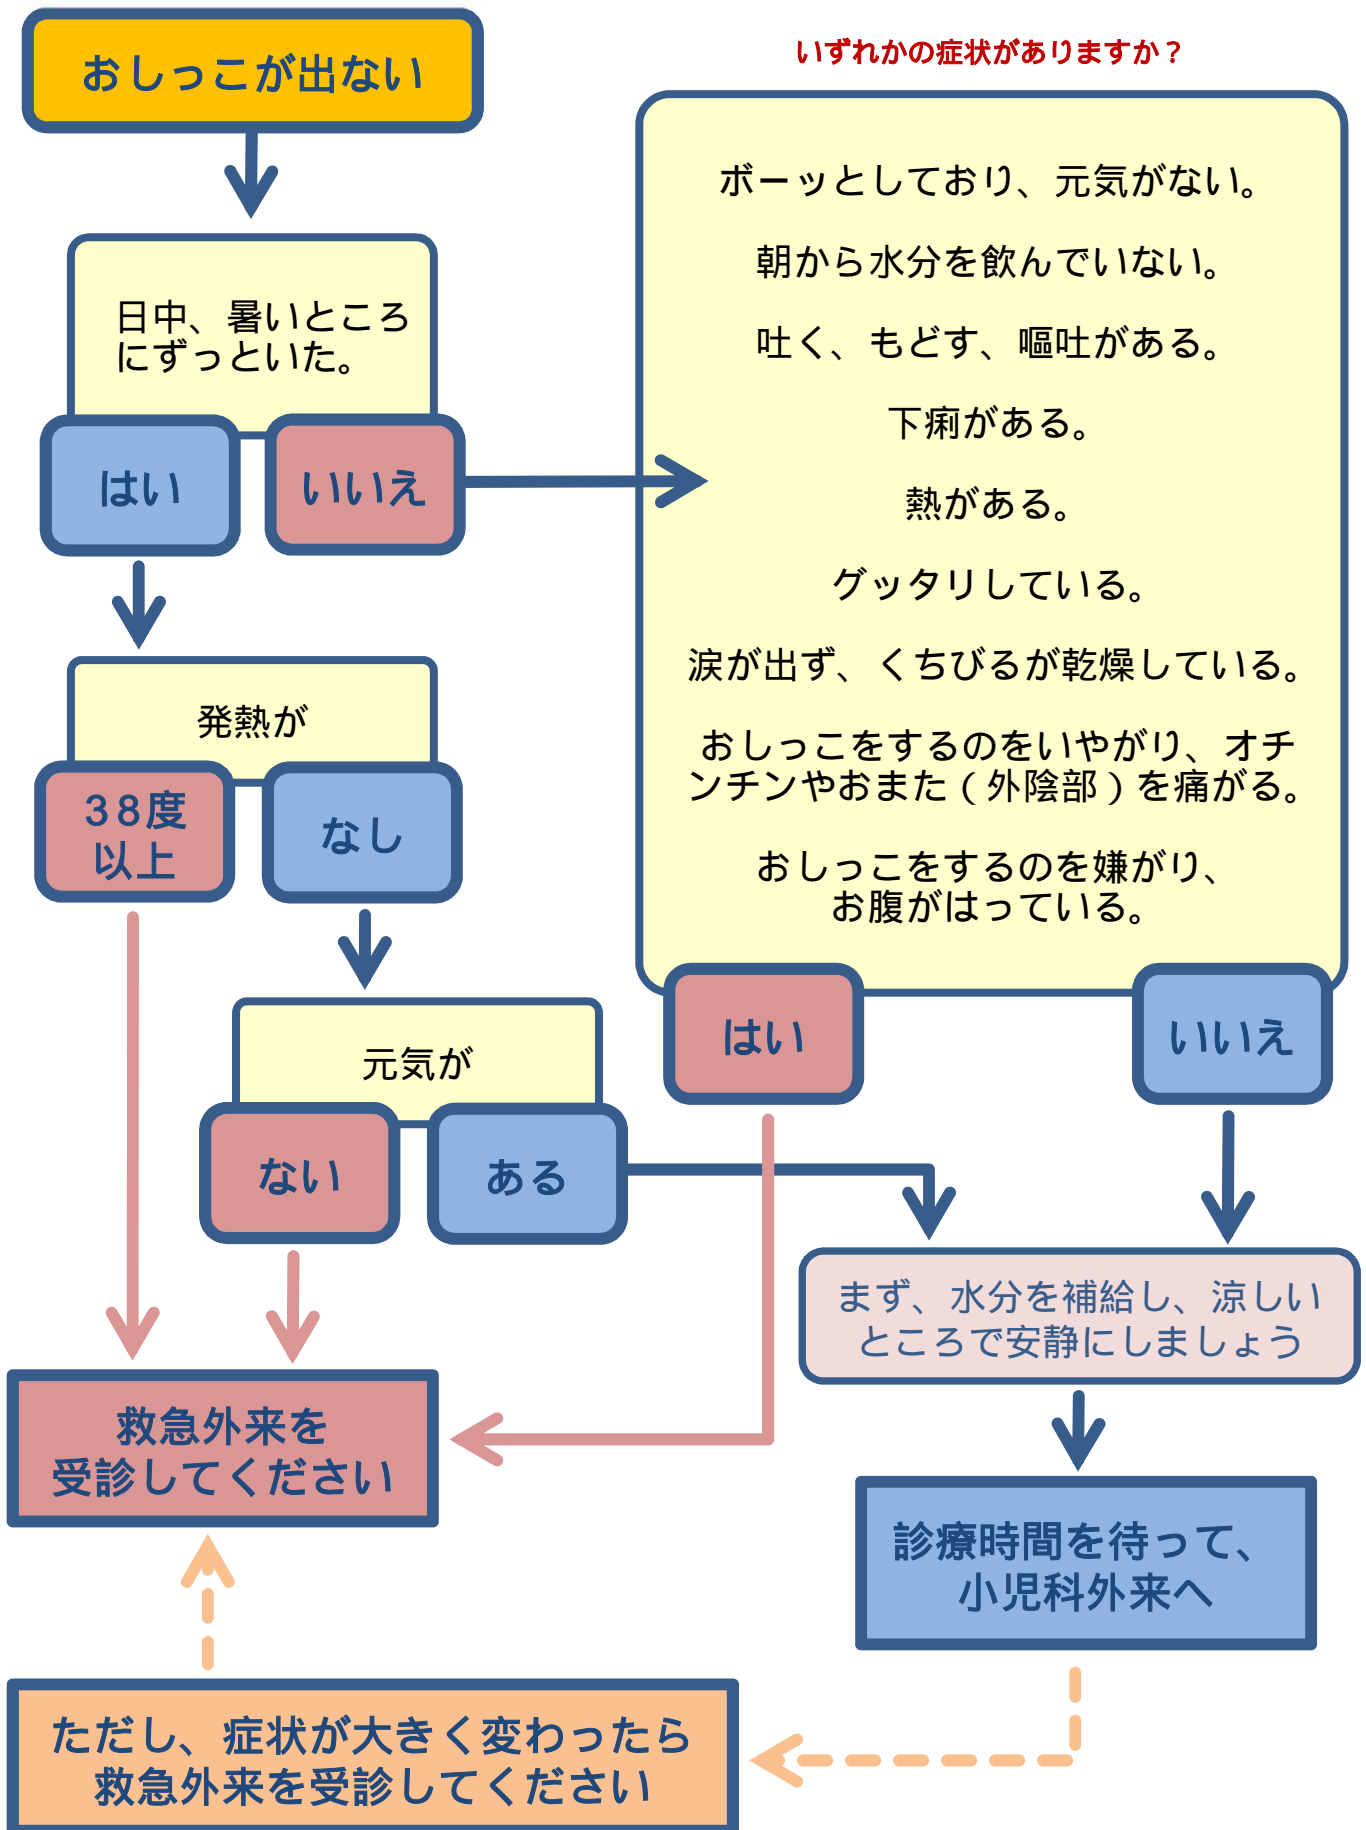 おしっこが出ない
いずれかの症状がありますか？
日中、暑いところ
にずっといた。
はい
いいえ
ボーッとしており、元気がない。
朝から水分を飲んでいない。
吐く、もどす、嘔吐がある。
下痢がある。
熱がある。
グッタリしている。
涙が出ず、くちびるが乾燥している。
おしっこをするのをいやがり、オチ
ンチンやおまた（外陰部）を痛がる。
おしっこをするのを嫌がり、
お腹がはっている。
はい
いいえ
発熱が
38度
以上
なし
元気が
ない
ある
まず、水分を補給し、涼しい
ところで安静にしましょう
救急外来を
受診してください
診療時間を待って、
小児科外来へ
ただし、症状が大きく変わったら
救急外来を受診してください